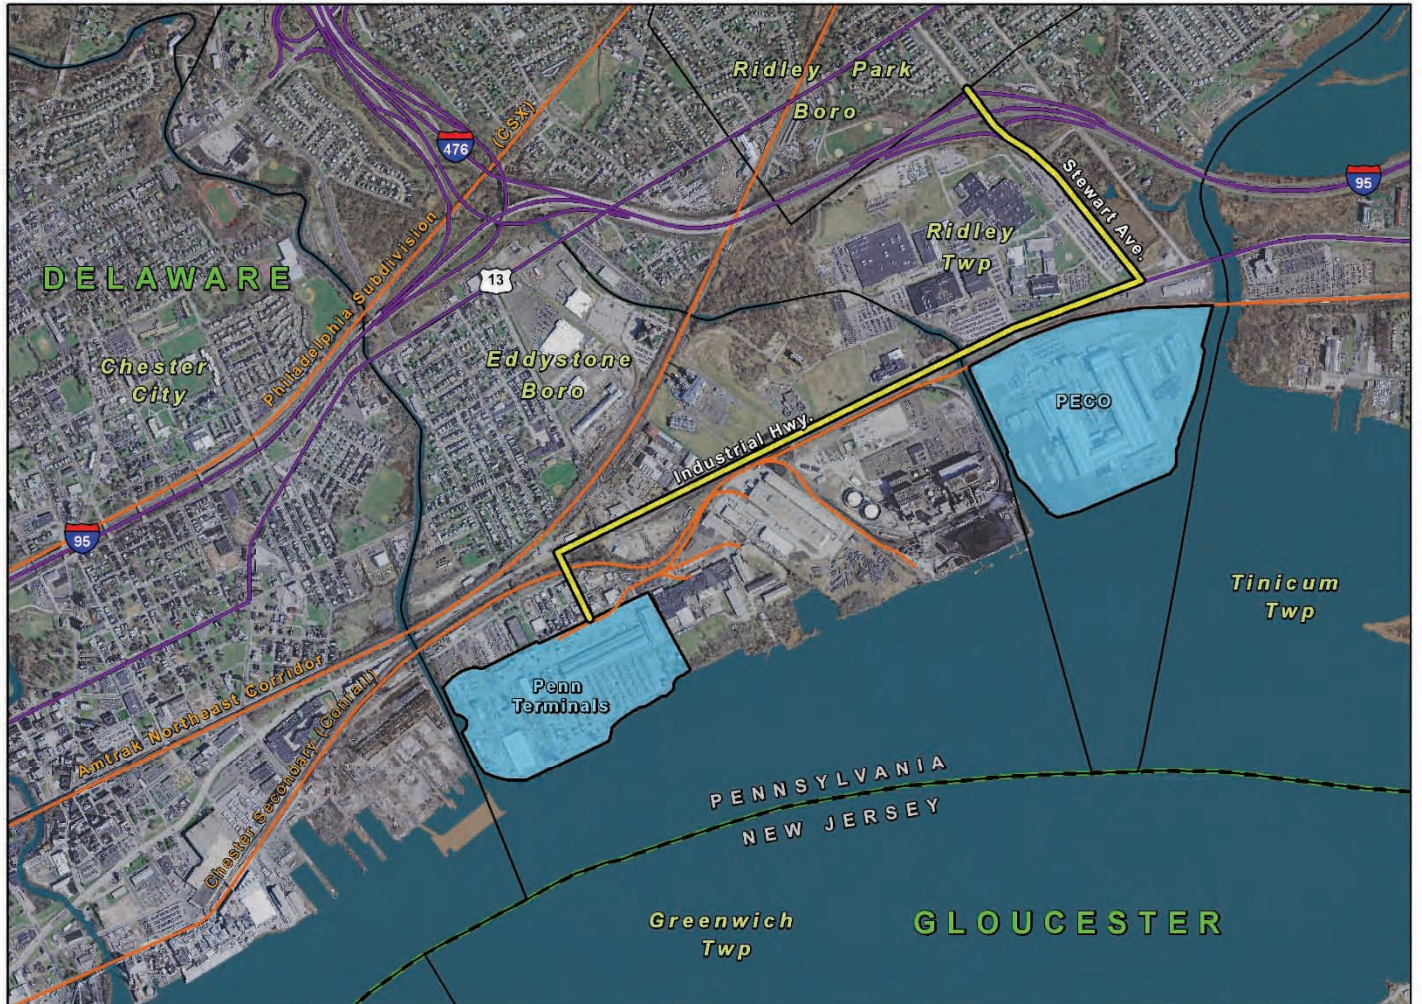 Ridley Park
Boro
(CSX)
476
95
Stewart Ave.
Ridley
Twp
DELAWARE
13
Philadelphia Subdivision
Chester
City
Eddystone
Boro
PECO
Industrial Hwy.
95
Tinicum
Twp
Penn
Terminals
Amtrak Northeast Corridor
Chester Secondary (Conrail)
PENNSYLVANIA
NEW JERSEY
Greenwich
Twp
GLOUCESTER